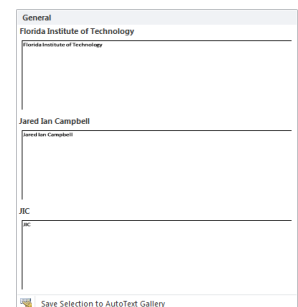 General
Florida Institute of Technology
Florida Institute of Technology
Jared Ian Campbell
Jared Ian Campbell
JIC
JIC
Save Selection to AutoText Gallery